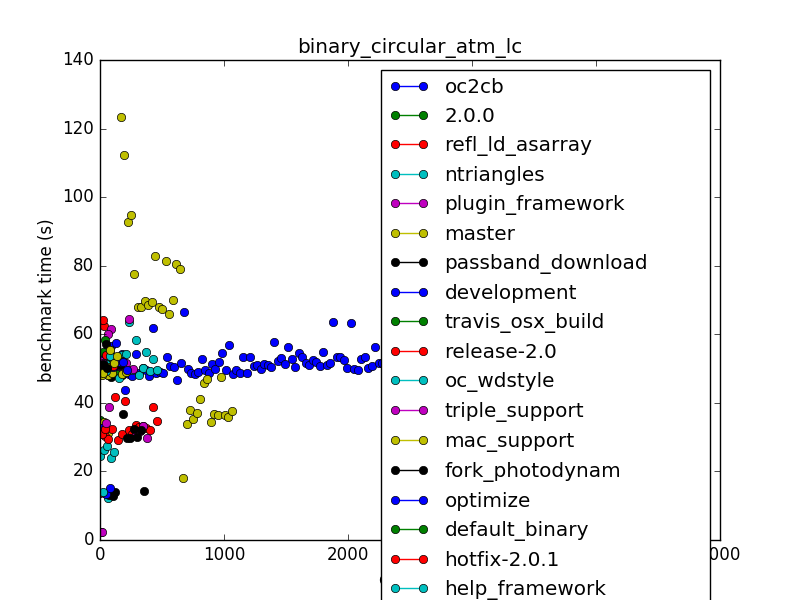 binary_circular_atm_lc
benchmark time (s)
140
120
100
80
60
40
20
0
0
1000
2000
000
oc2cb
2.0.0
refl_ld_asarray
ntriangles
plugin_framework
master
passband_download
development
travis_osx_build
release-2.0
oc_wdstyle
triple_support
mac_support
fork_photodynam
optimize
default_binary
hotfix-2.0.1
help_framework